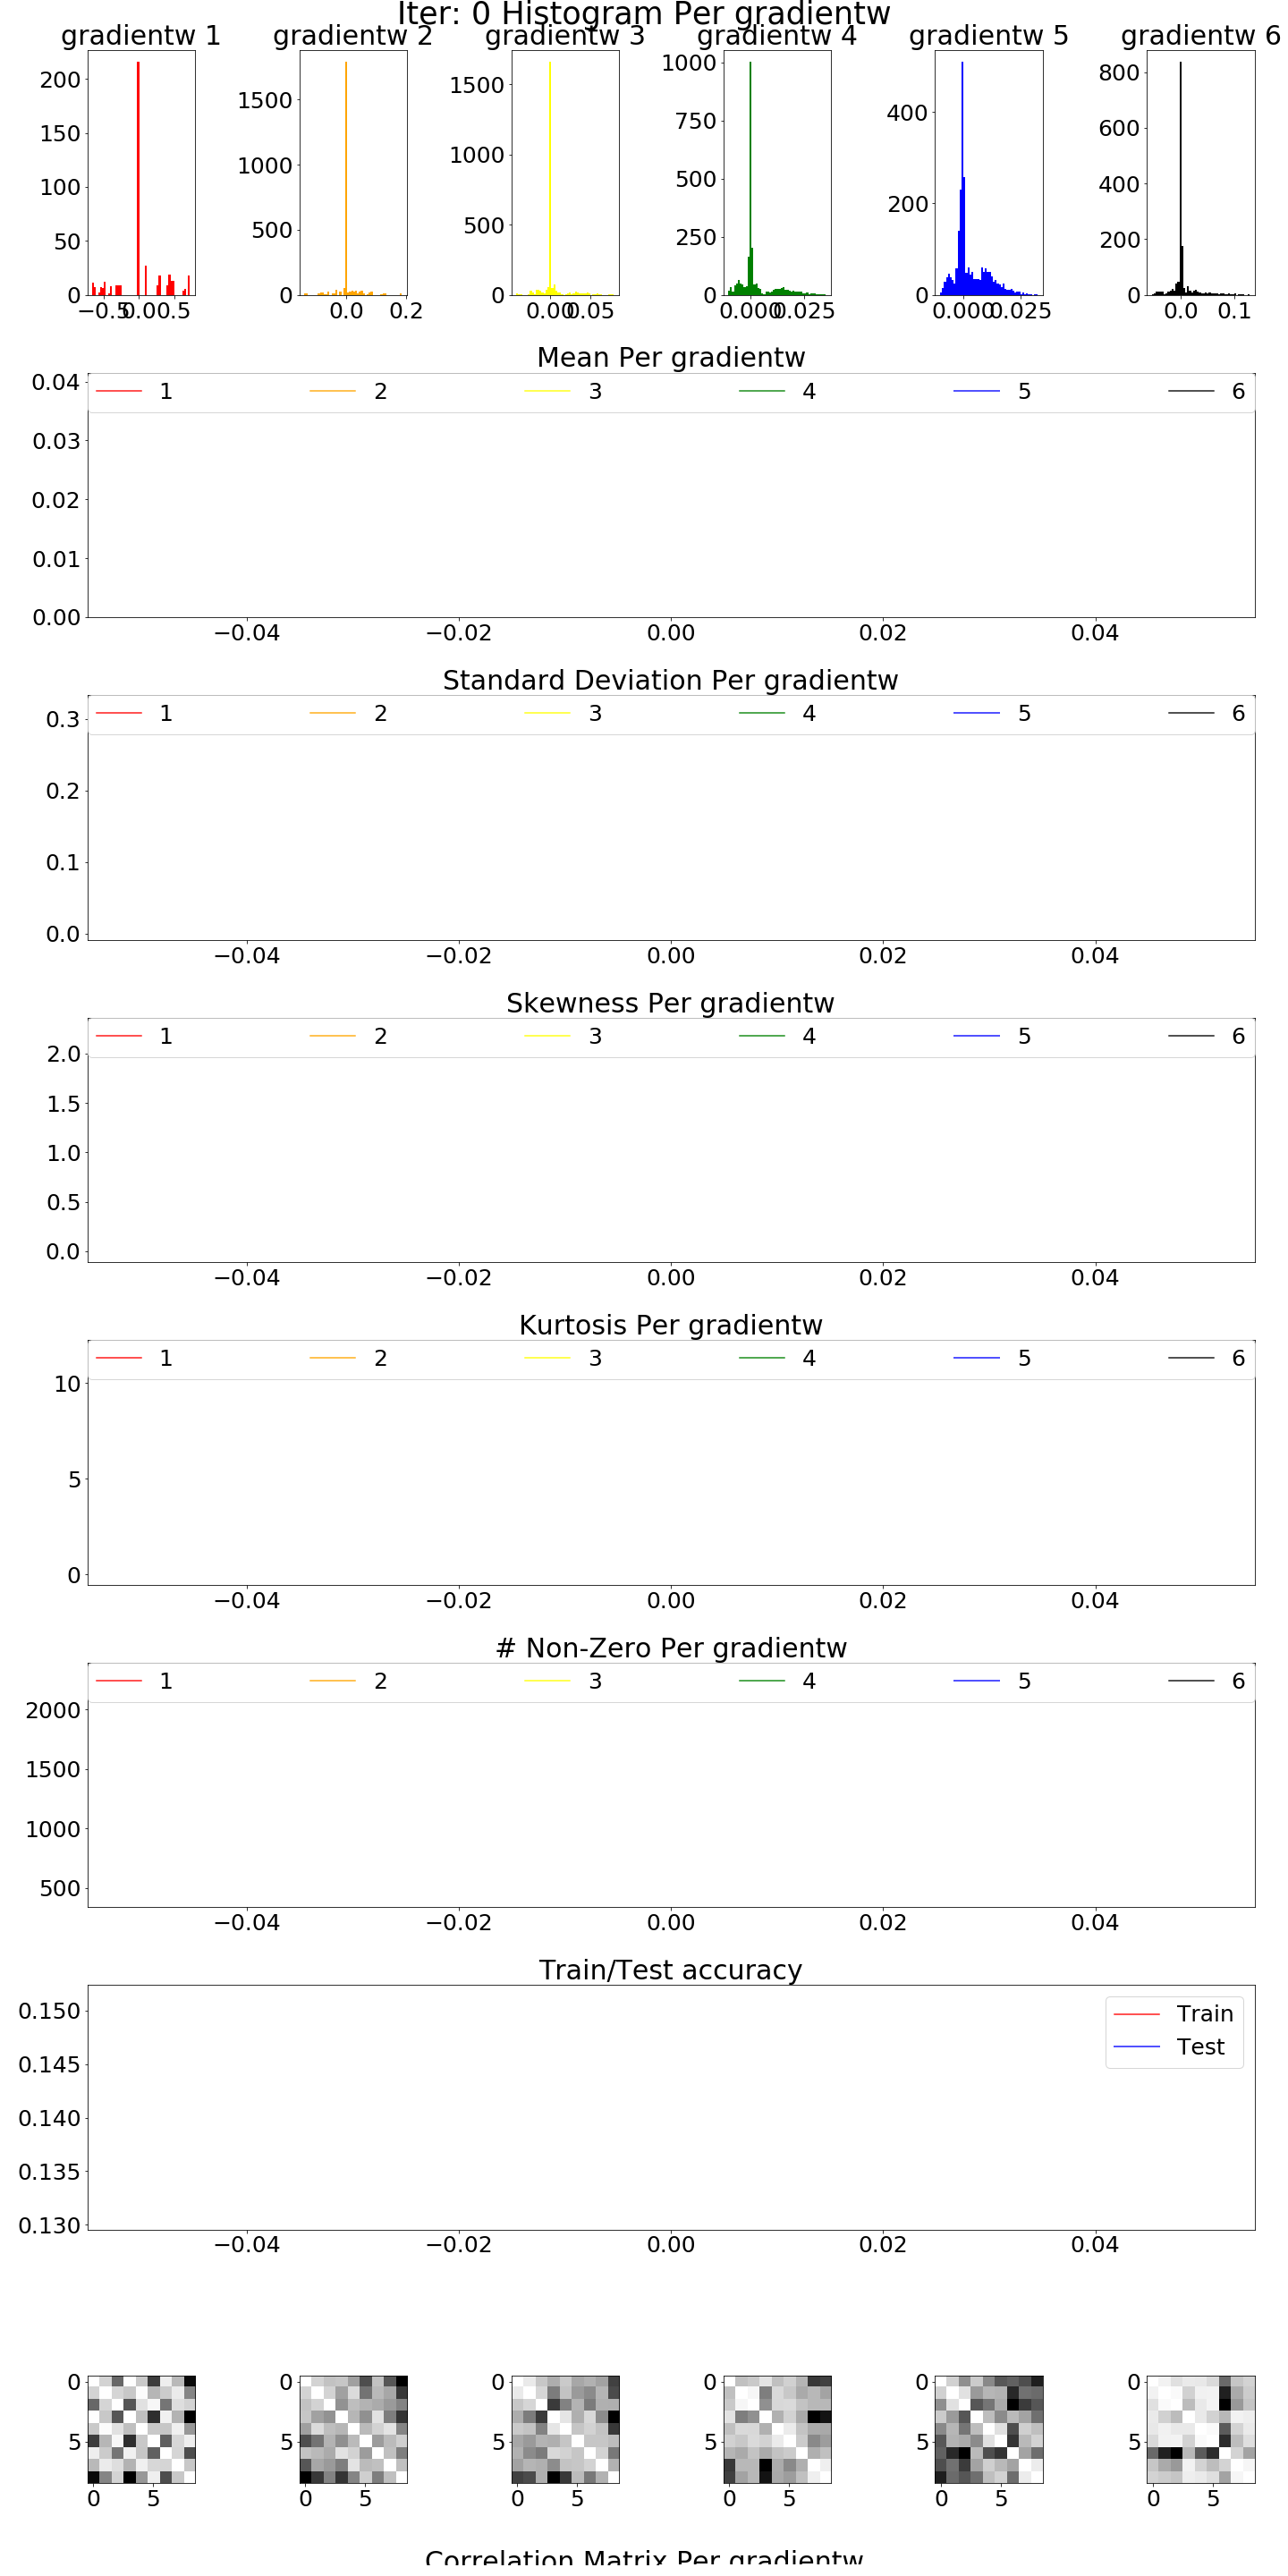 Iter: 0 Histogram Per gradientw
gradientw 1 gradientw 2 gradientw 3 gradientw 4 gradientw 5 gradientw 6
200
150
100
50
0
−0.5 0.0 0.5
1500
1000
500
0
0.0 0.2
1500
1000
500
0
0.00 0.05
1000
750
500
250
0
0.000 0.025
400
200
0
0.000 0.025
800
600
400
200
0
0.0 0.1
Mean Per gradientw
1 2 3 4 5 6
0.04
0.03
0.02
0.01
0.00
−0.04 −0.02 0.00 0.02 0.04
Standard Deviation Per gradientw
1 2 3 4 5 6
0.3
0.2
0.1
0.0
−0.04 −0.02 0.00 0.02 0.04
Skewness Per gradientw
1 2 3 4 5 6
2.0
1.5
1.0
0.5
0.0
−0.04 −0.02 0.00 0.02 0.04
Kurtosis Per gradientw
1 2 3 4 5 6
10
5
0
−0.04 −0.02 0.00 0.02 0.04
# Non-Zero Per gradientw
1 2 3 4 5 6
2000
1500
1000
500
−0.04 −0.02 0.00 0.02 0.04
Train/Test accuracy
Train
Test
0.150
0.145
0.140
0.135
0.130
−0.04 −0.02 0.00 0.02 0.04
0 0 0 0 0 0
5 5 5 5 5 5
0 5 0 5 0 5 0 5 0 5 0 5
Correlation Matrix Per gradientw